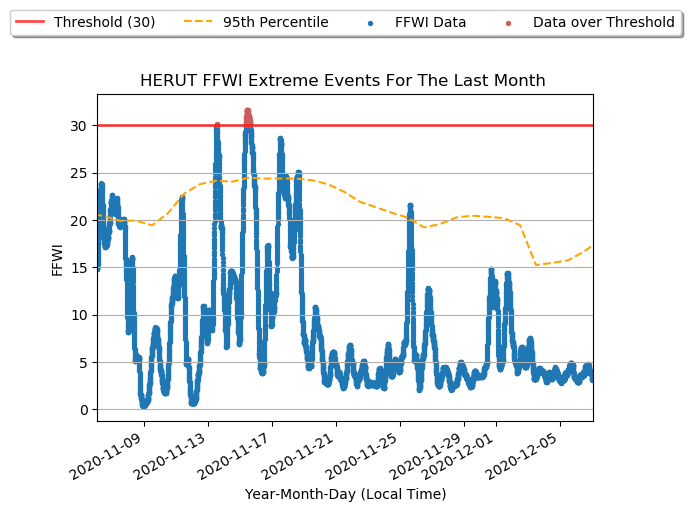 Threshold (30) 95th Percentile FFWI Data Data over Threshold
HERUT FFWI Extreme Events For The Last Month
30
25
20
15
10
5
0
FFWI
2020-11-09 2020-11-13 2020-11-17 2020-11-21 2020-11-25 2020-11-29 2020-12-01 2020-12-05
Year-Month-Day (Local Time)